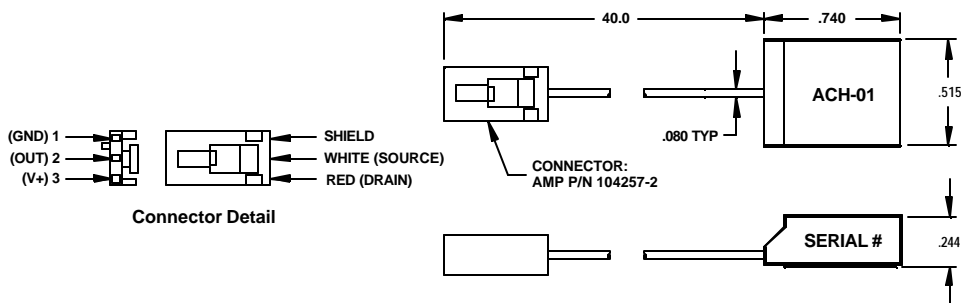 40.0
.740
ACH-01
.515
.080 TYP
CONNECTOR:
AMP P/N 104257-2
(GND) 1
(OUT) 2
(V+) 3
SHIELD
WHITE (SOURCE)
RED (DRAIN)
Connector Detail
SERIAL #
.244